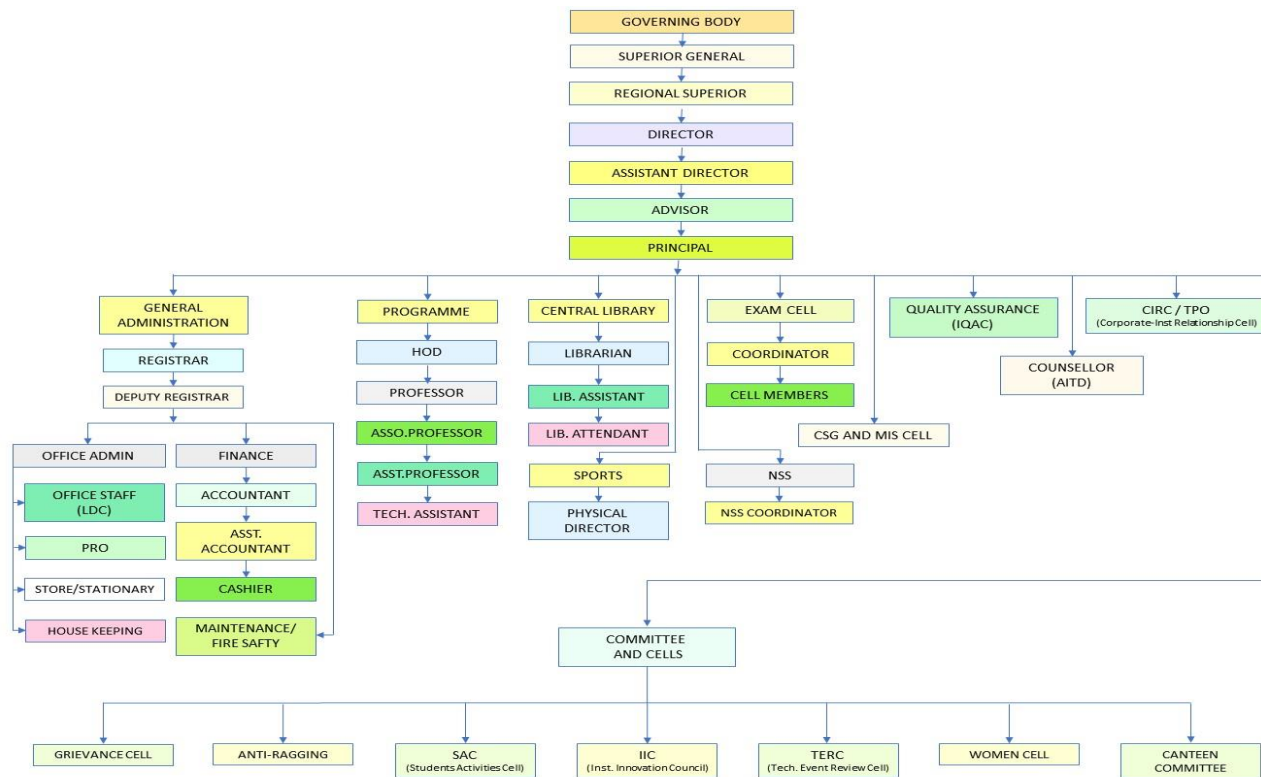 GOVERNING BODY
SUPERIOR GENERAL
REGIONAL SUPERIOR
DIRECTOR
ASSISTANT DIRECTOR
ADVISOR
PRINCIPAL
GENERAL
ADMINISTRATION
REGISTRAR
DEPUTY REGISTRAR
OFFICE ADMIN
OFFICE STAFF
(LDC)
PRO
STORE/STATIONARY
HOUSE KEEPING
FINANCE
ACCOUNTANT
ASST.
ACCOUNTANT
CASHIER
MAINTENANCE/
FIRE SAFTY
PROGRAMME
HOD
PROFESSOR
ASSO.PROFESSOR
ASST.PROFESSOR
TECH. ASSISTANT
CENTRAL LIBRARY
LIBRARIAN
LIB. ASSISTANT
LIB. ATTENDANT
SPORTS
PHYSICAL
DIRECTOR
EXAM CELL
COORDINATOR
CELL MEMBERS
NSS
NSS COORDINATOR
CSG AND MIS CELL
QUALITY ASSURANCE
(IQAC)
COUNSELLOR
(AITD)
CIRC / TPO
(Corporate-Inst Relationship Cell)
COMMITTEE
AND CELLS
GRIEVANCE CELL
ANTI-RAGGING
SAC
(Students Activities Cell)
IIC
(Inst. Innovation Council)
TERC
(Tech. Event Review Cell)
WOMEN CELL
CANTEEN
COMMITTEE